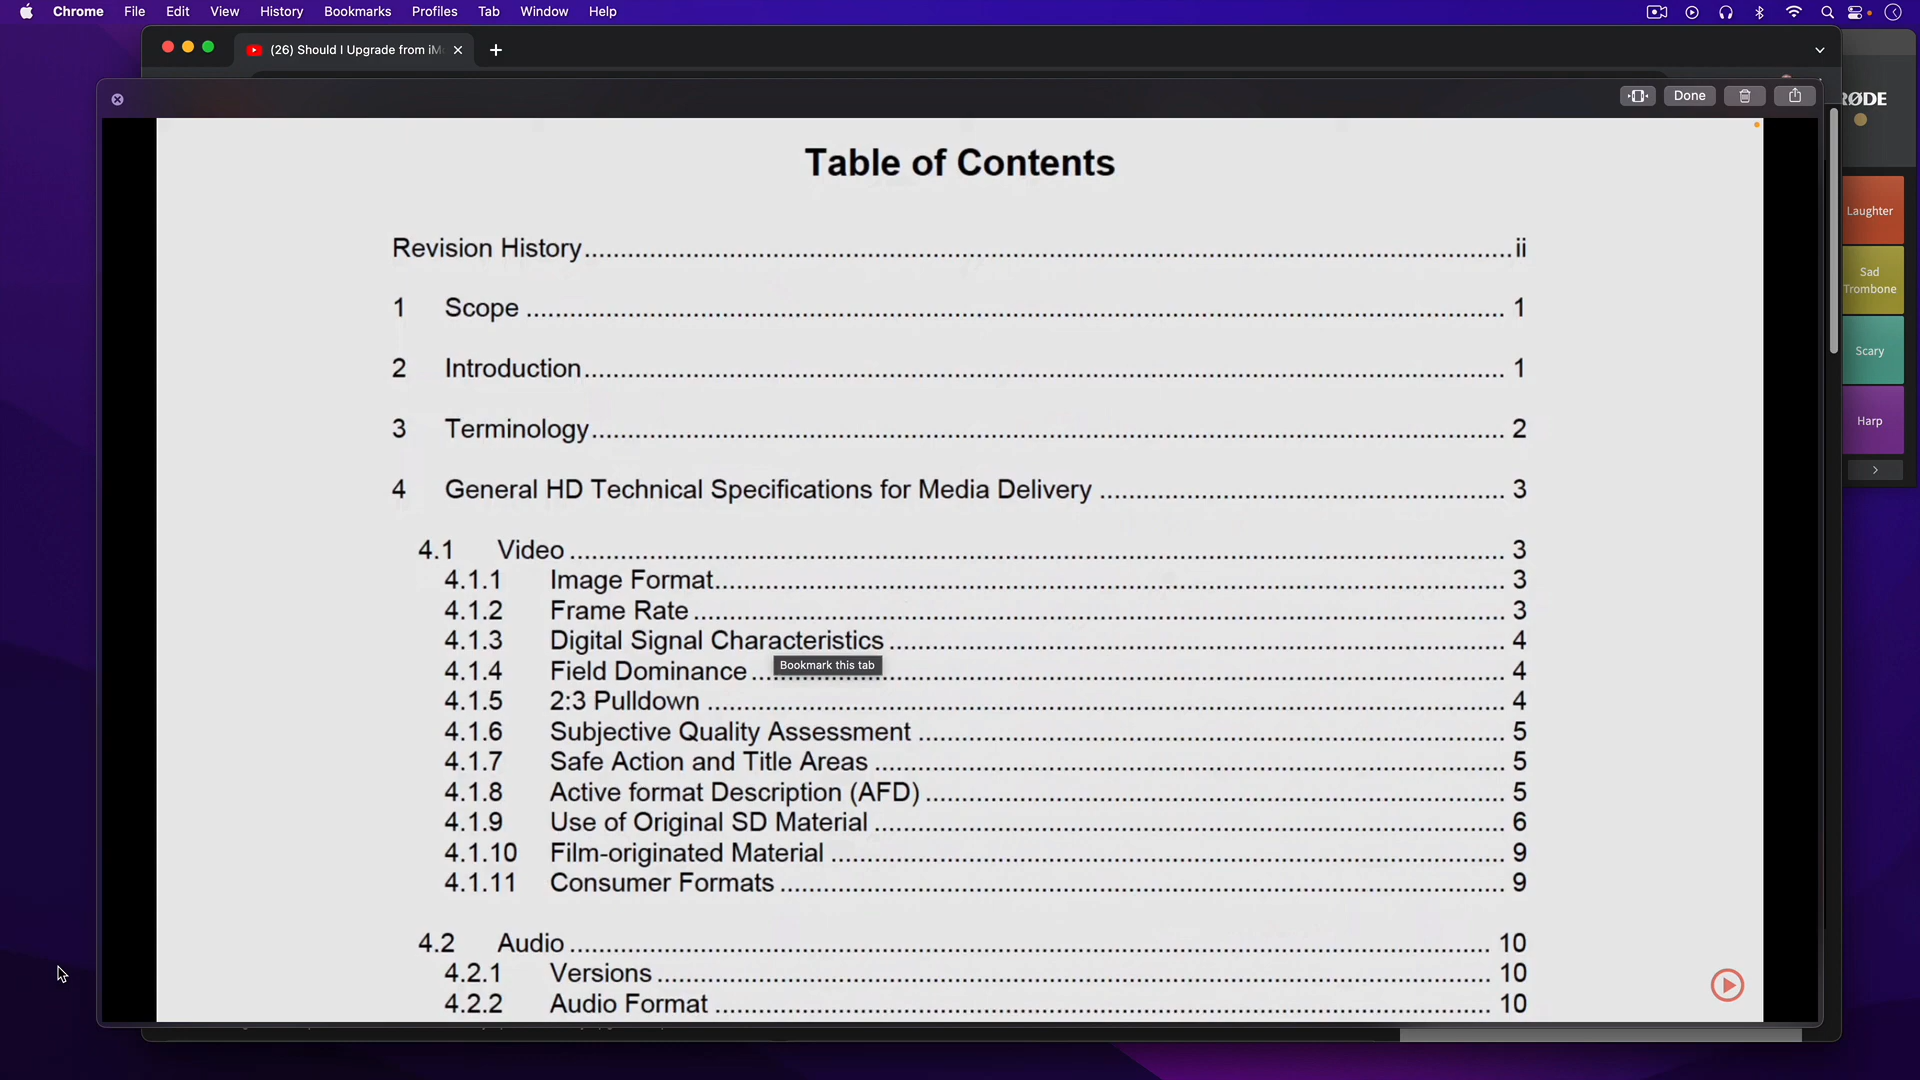 Chrome File Edit View History Bookmarks Profiles Tab Window Help
(26) Should I Upgrade from iM
Done
RØDE
Table of Contents
Revision History ii
1 Scope 1
2 Introduction 1
3 Terminology 2
4 General HD Technical Specifications for Media Delivery 3
4.1 Video 3
4.1.1 Image Format 3
4.1.2 Frame Rate 3
4.1.3 Digital Signal Characteristics 4
Bookmark this tab
4.1.4 Field Dominance 4
4.1.5 2:3 Pulldown 4
4.1.6 Subjective Quality Assessment 5
4.1.7 Safe Action and Title Areas 5
4.1.8 Active format Description (AFD) 5
4.1.9 Use of Original SD Material 6
4.1.10 Film-originated Material 9
4.1.11 Consumer Formats 9
4.2 Audio 10
4.2.1 Versions 10
4.2.2 Audio Format 10
Laughter
Sad
Trombone
Scary
Harp